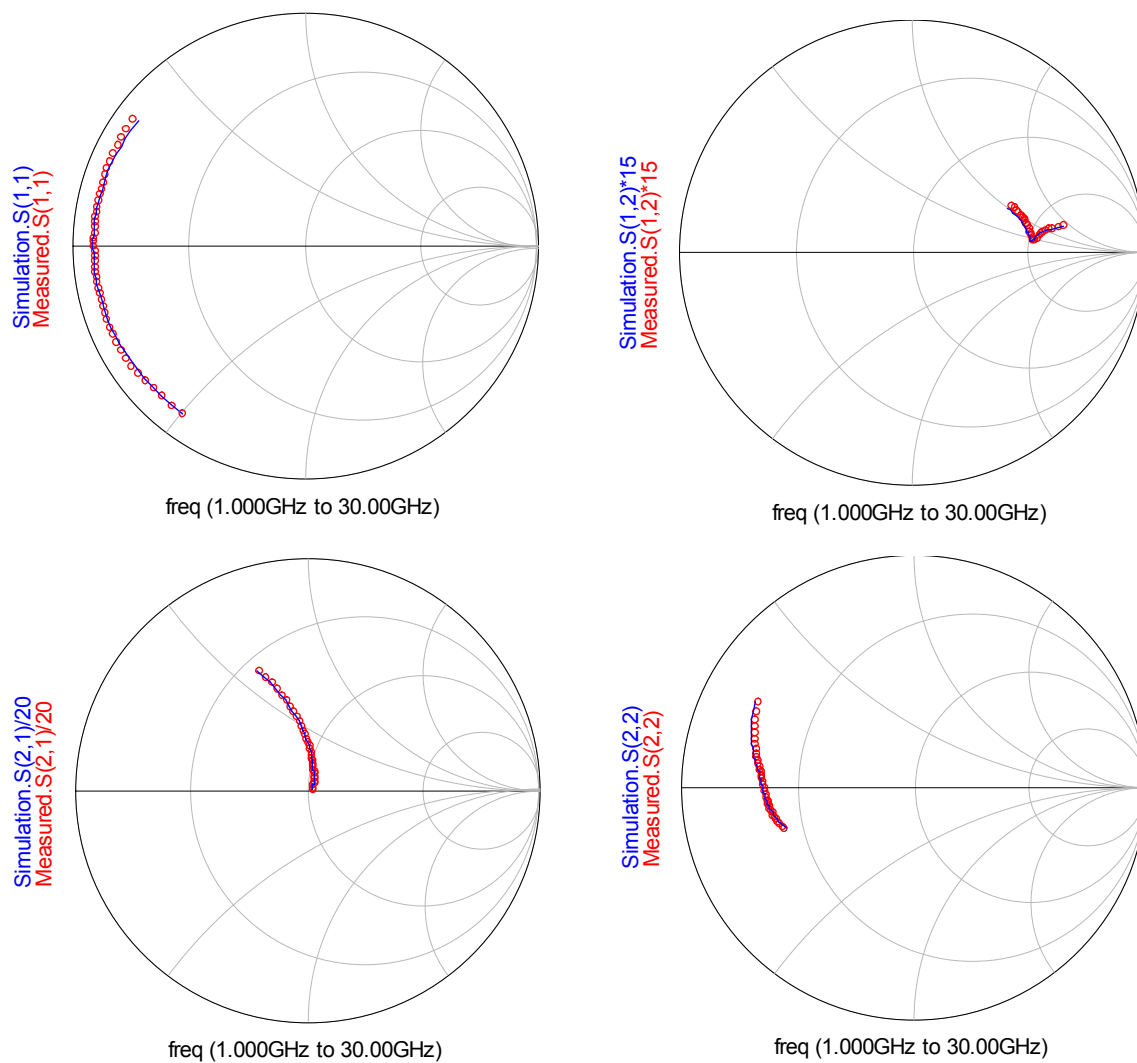 Simulation.S(1,1)
Measured.S(1,1)
freq (1.000GHz to 30.00GHz)
Simulation.S(1,2)*15
Measured.S(1,2)*15
freq (1.000GHz to 30.00GHz)
Simulation.S(2,1)/20
Measured.S(2,1)/20
freq (1.000GHz to 30.00GHz)
Simulation.S(2,2)
Measured.S(2,2)
freq (1.000GHz to 30.00GHz)